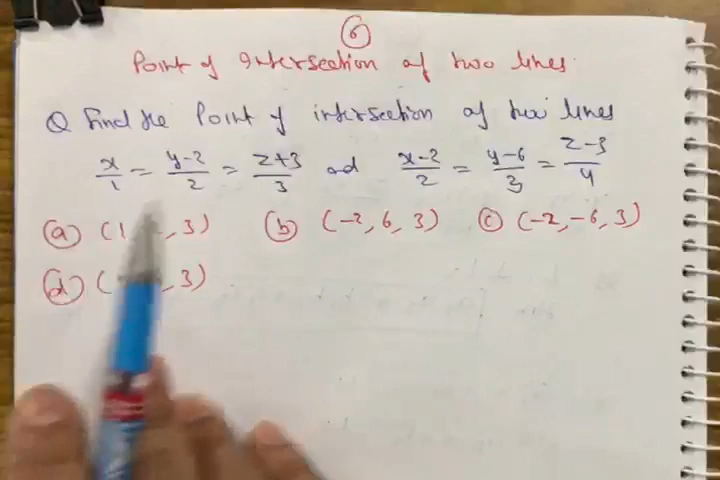 6
Point of Intersection of two lines
Q Find the Point of intersection of two lines
x/1 = y-2/2 = z+3/3 and x-2/2 = y-6/3 = z-3/4
(a) (1, , 3) (b) (-2, 6, 3) (c) (-2, -6, 3)
(d) ( , 3)